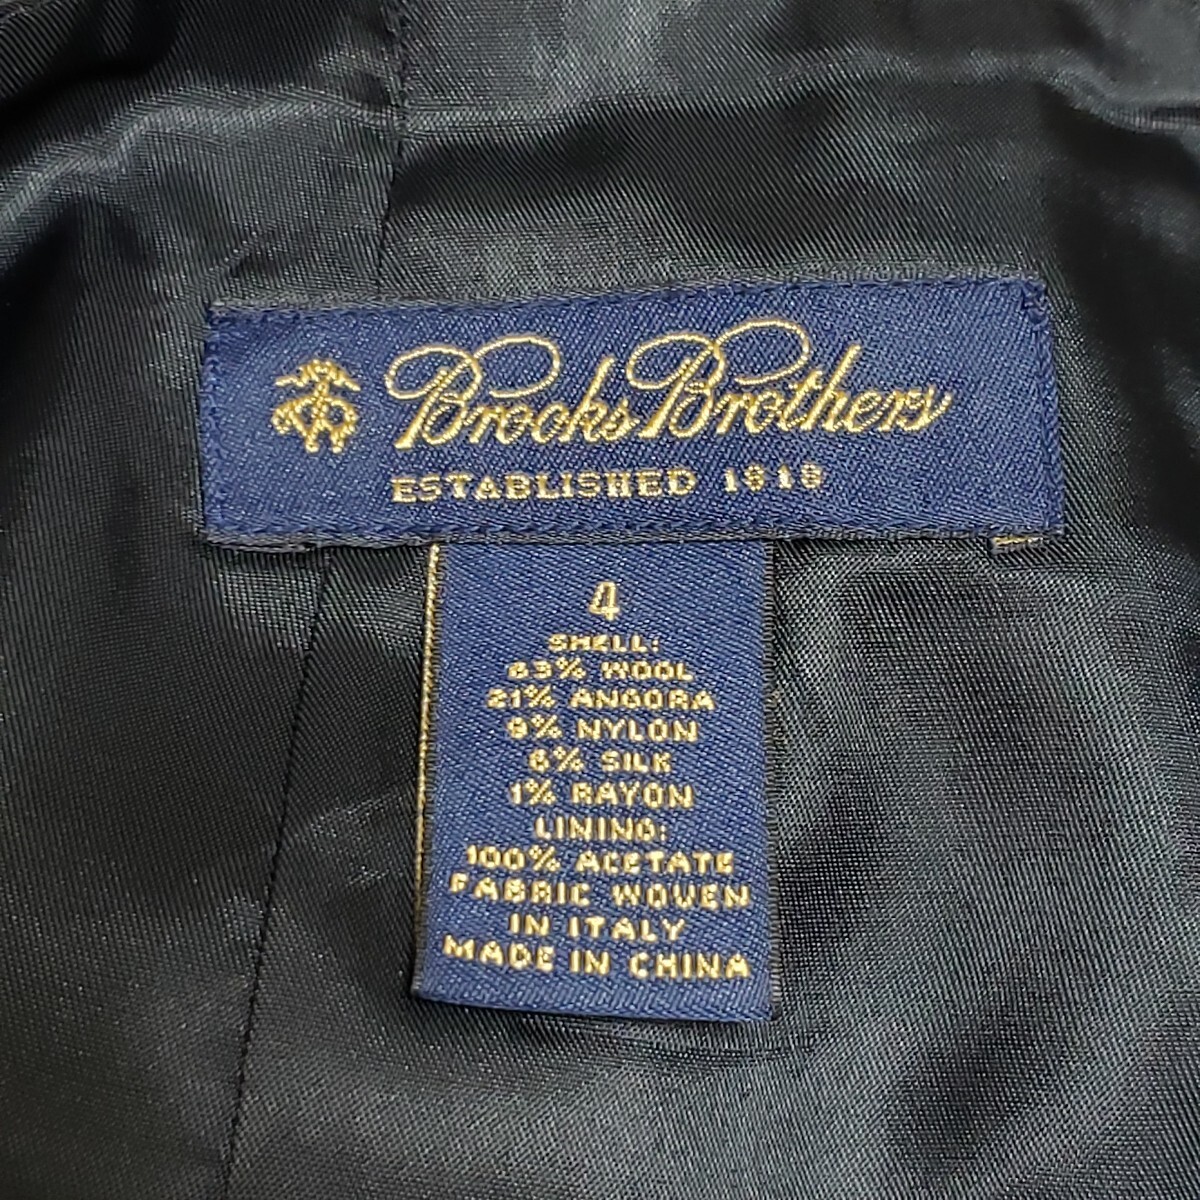 Brooks Brothers
ESTABLISHED 1818
4
SHELL:
63% WOOL
21% ANGORA
9% NYLON
6% SILK
1% RAYON
LINING:
100% ACETATE
FABRIC WOVEN
IN ITALY
MADE IN CHINA